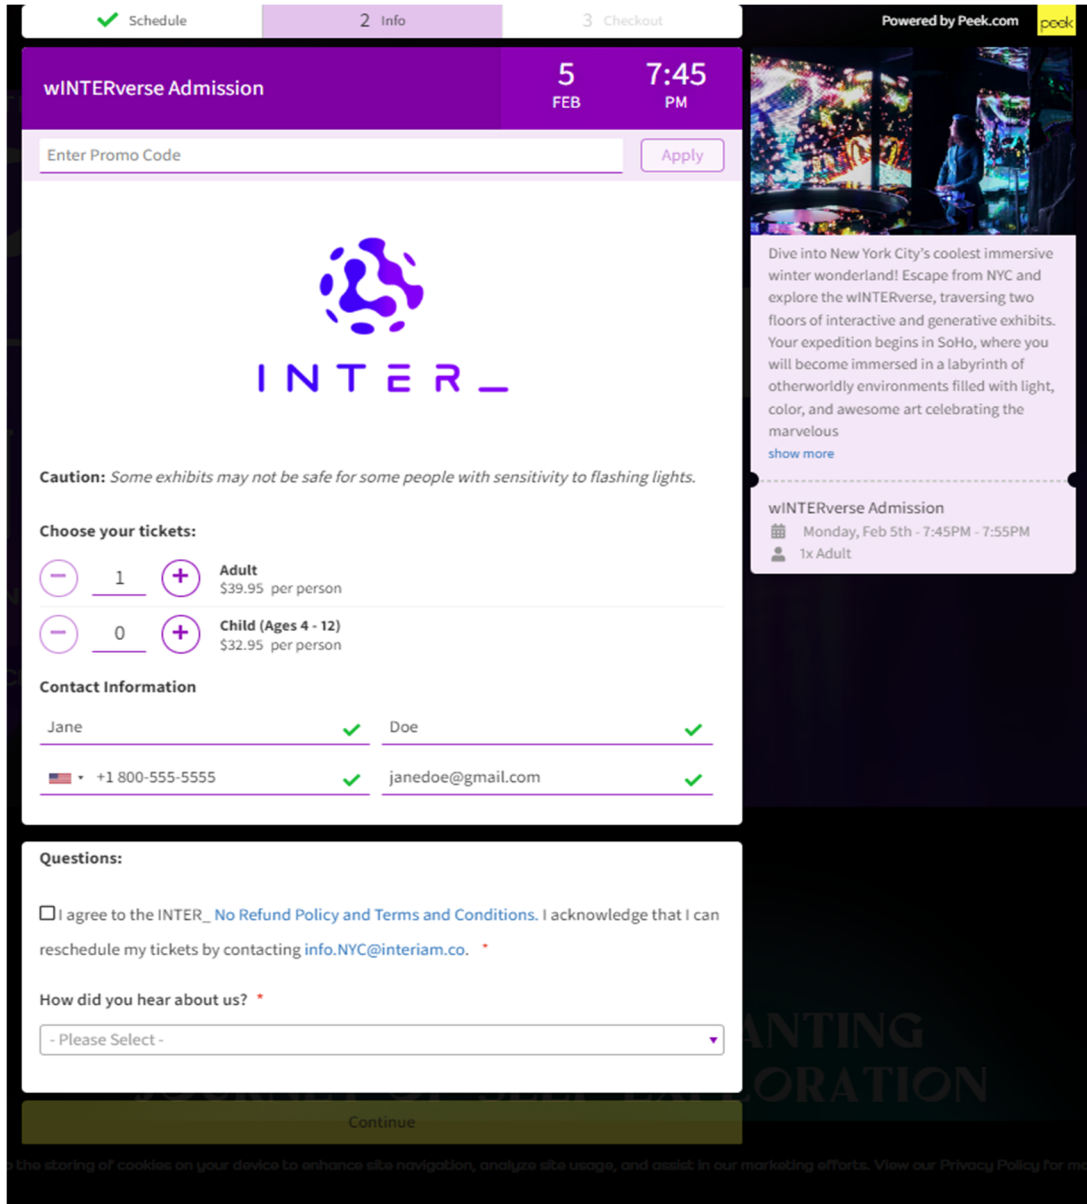 Schedule
2 Info
3 Checkout
Powered by Peek.com
peek
wINTERverse Admission
5
FEB
7:45
PM
Enter Promo Code
Apply
INTER_
Caution: Some exhibits may not be safe for some people with sensitivity to flashing lights.
Choose your tickets:
1
Adult
$39.95 per person
0
Child (Ages 4 - 12)
$32.95 per person
Contact Information
Jane
Doe
+1 800-555-5555
janedoe@gmail.com
Questions:
I agree to the INTER_ No Refund Policy and Terms and Conditions. I acknowledge that I can
reschedule my tickets by contacting info.NYC@interiam.co. *
How did you hear about us? *
- Please Select -
Continue
Dive into New York City's coolest immersive
winter wonderland! Escape from NYC and
explore the wINTERverse, traversing two
floors of interactive and generative exhibits.
Your expedition begins in SoHo, where you
will become immersed in a labyrinth of
otherworldly environments filled with light,
color, and awesome art celebrating the
marvelous
show more
wINTERverse Admission
Monday, Feb 5th - 7:45PM - 7:55PM
1x Adult
ANTING
JOURNEY OF SELF EXPLORATION
the storing of cookies on your device to enhance site navigation, analyze site usage, and assist in our marketing efforts. View our Privacy Policy for